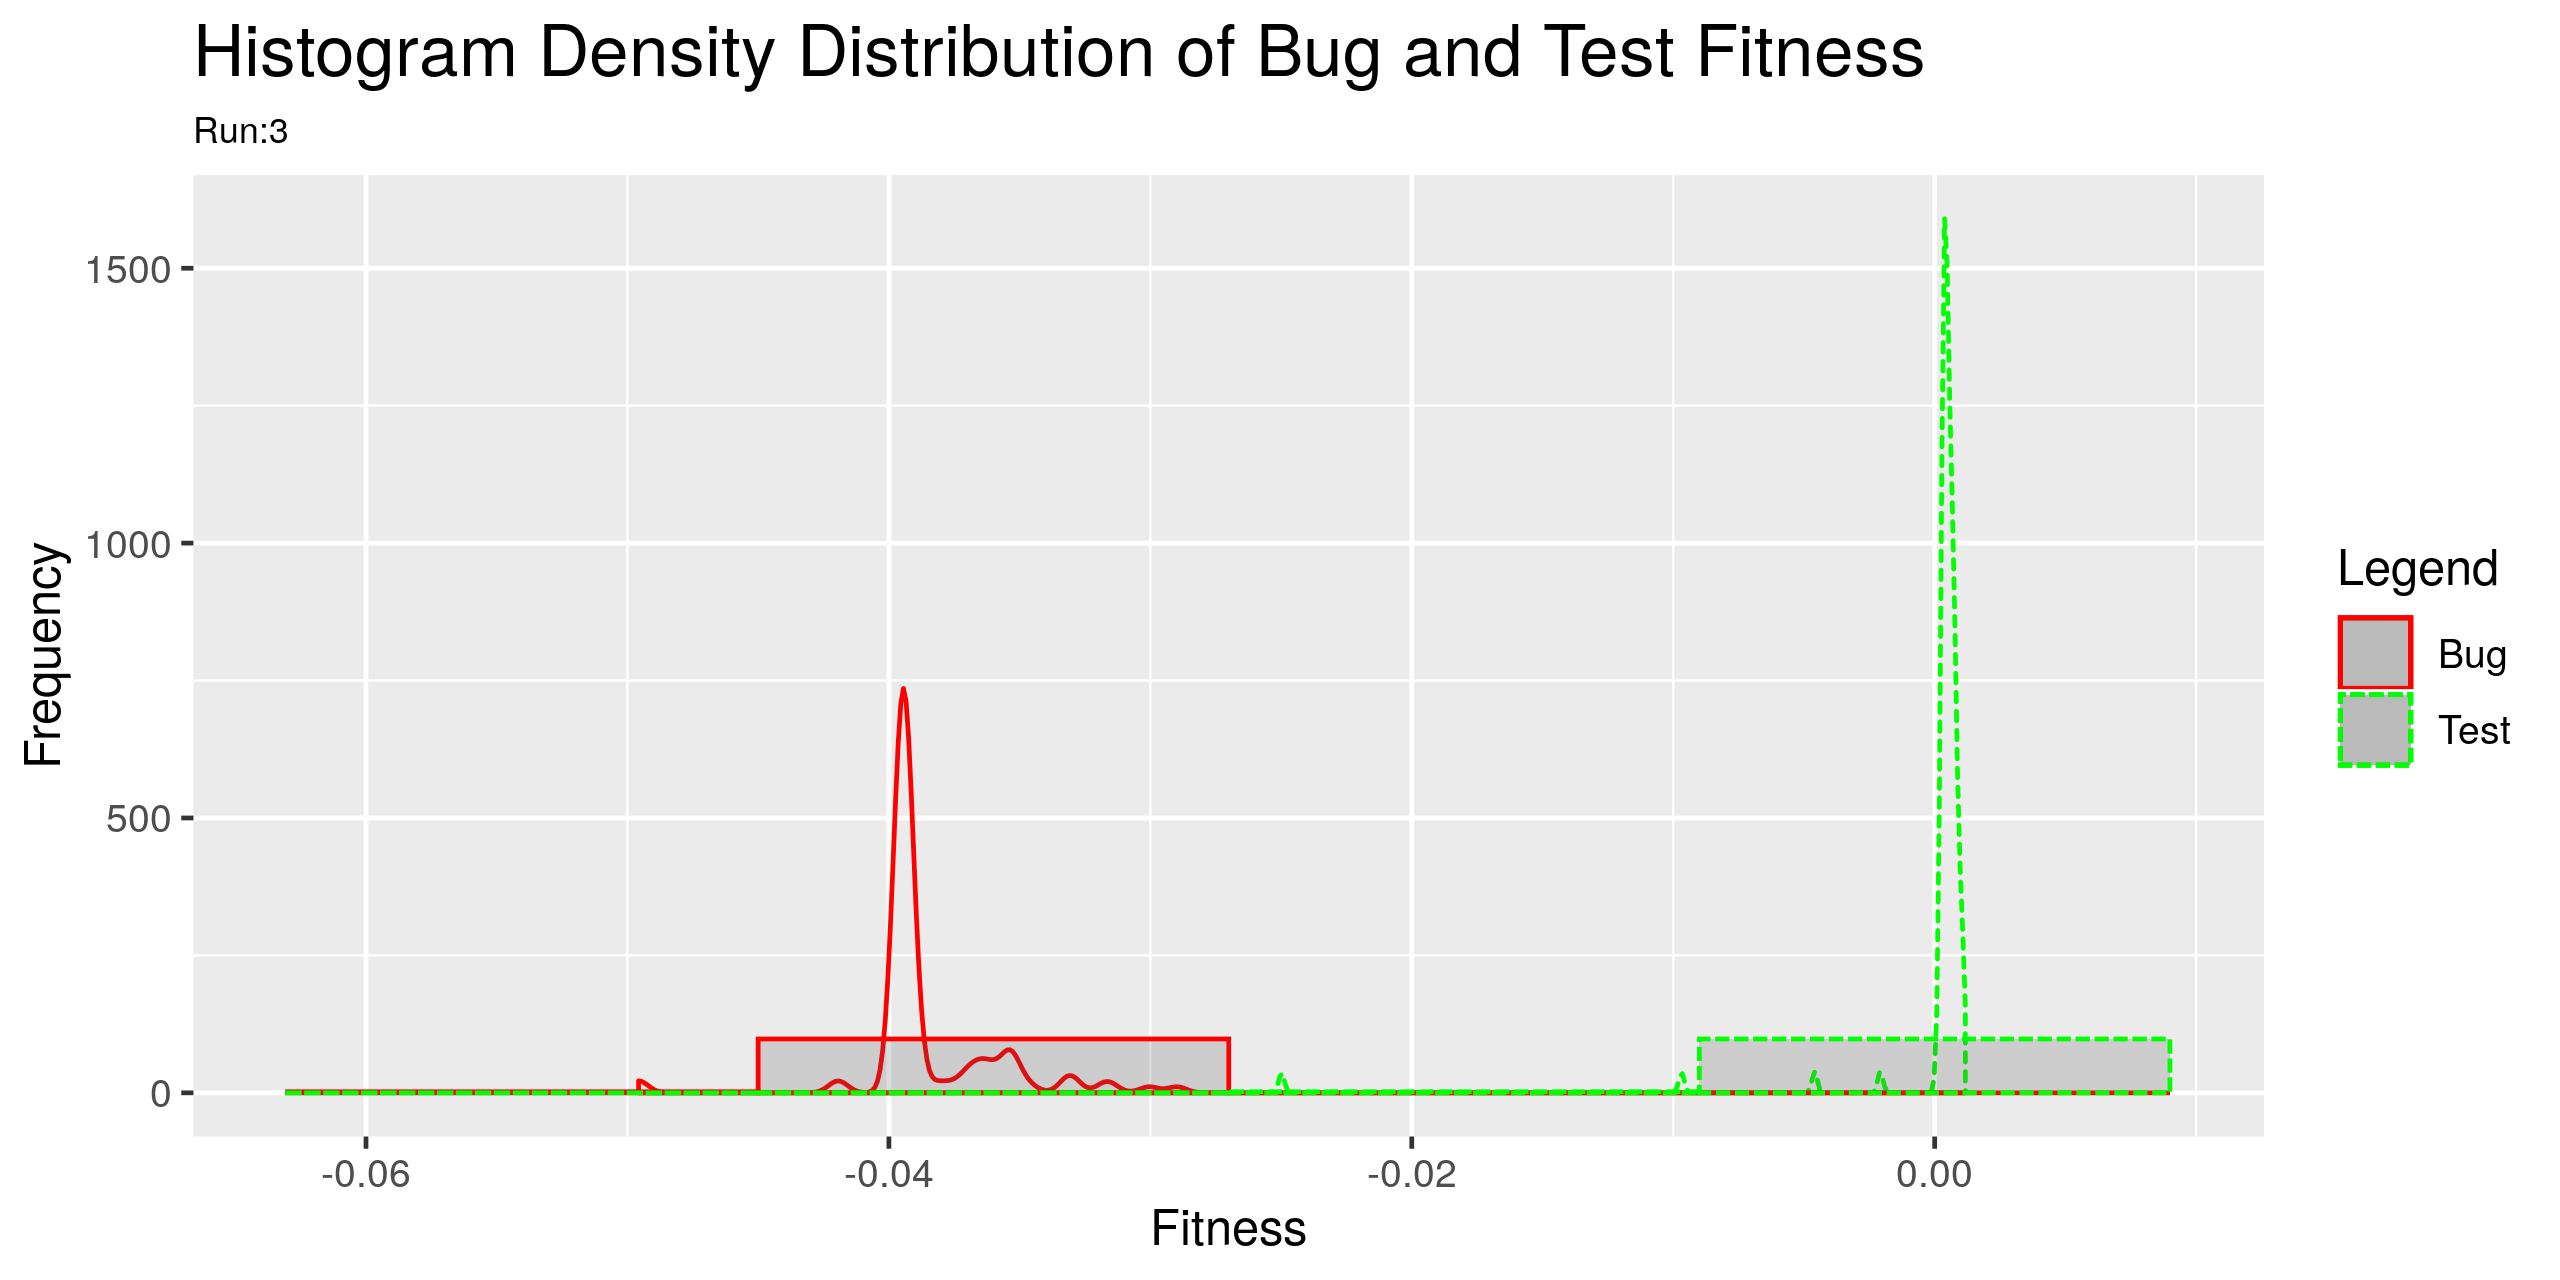 Histogram Density Distribution of Bug and Test Fitness
Run:3
1500
1000
500
0
Frequency
-0.06 -0.04 -0.02 0.00
Fitness
Legend
Bug
Test